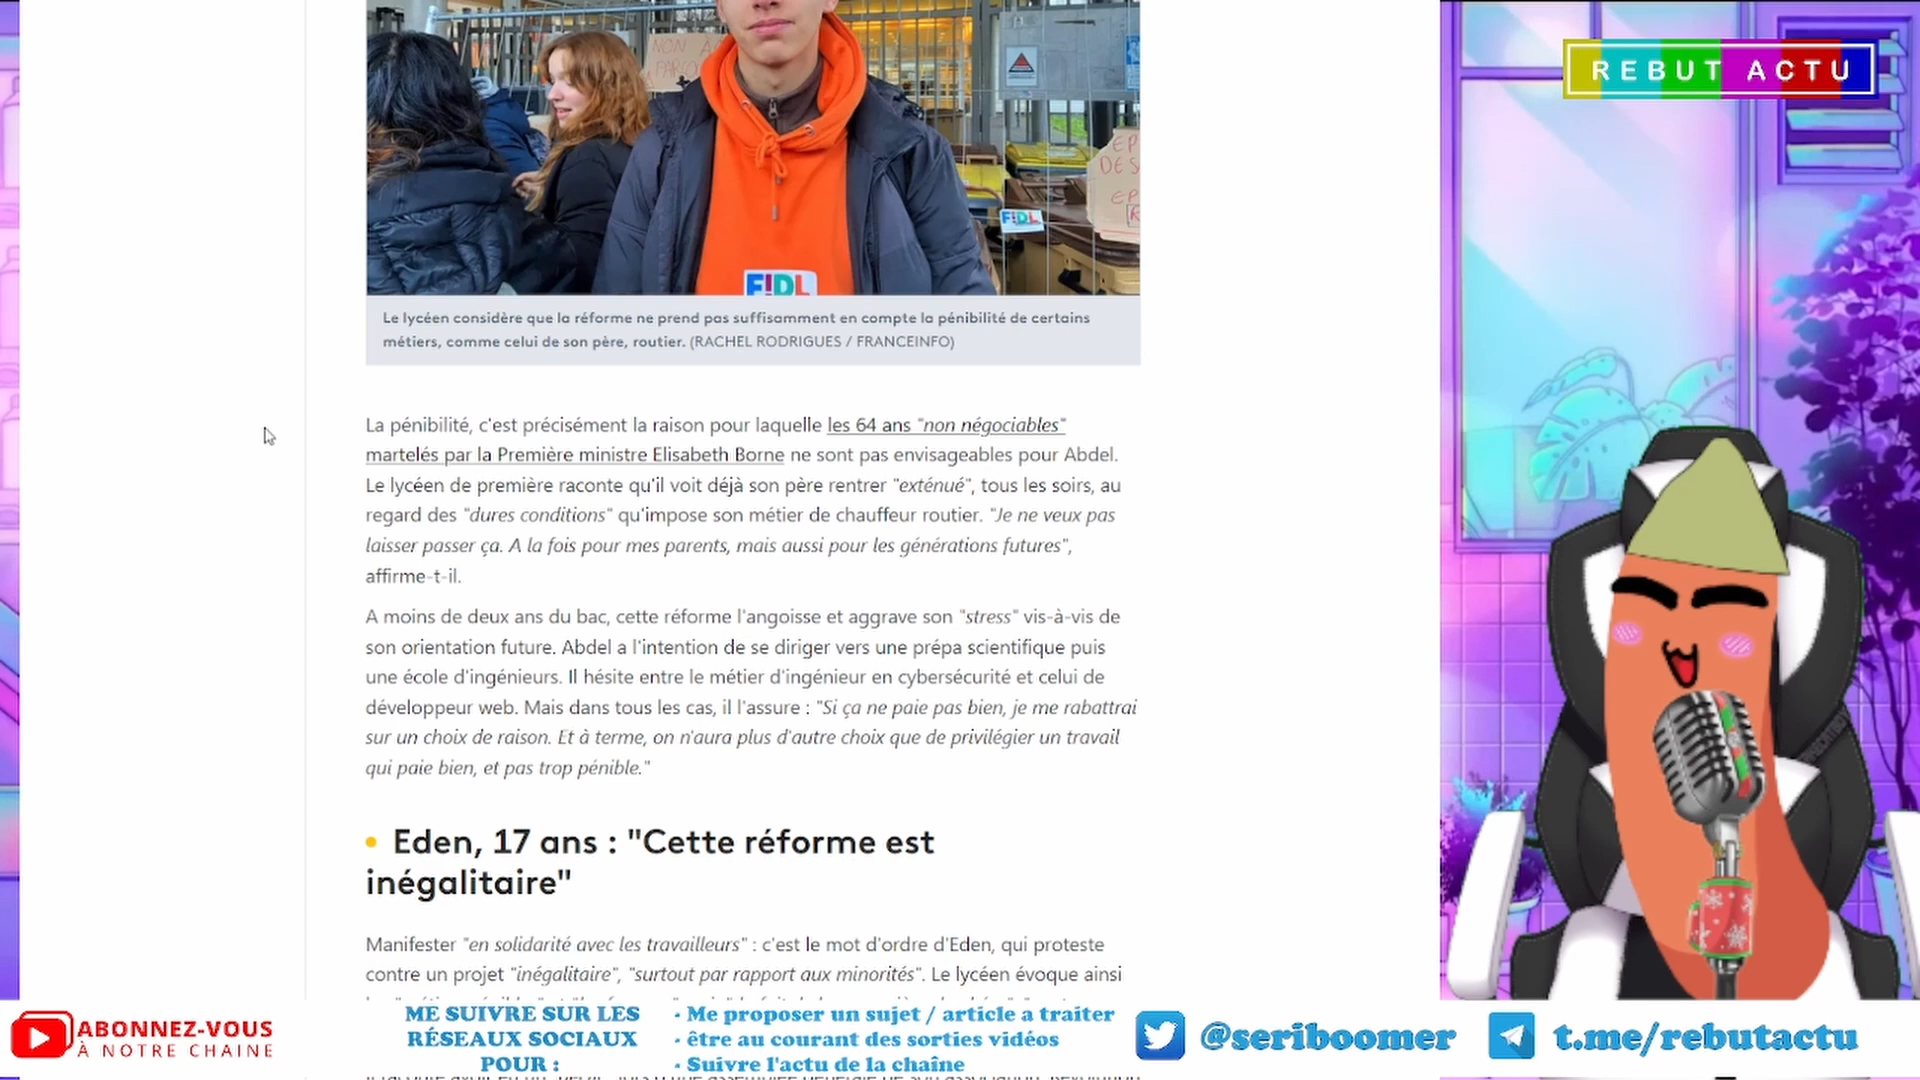 REBUT ACTU
NON A
PARCO
EP
DE S
EP
R
FIDL
FIDL
Le lycéen considère que la réforme ne prend pas suffisamment en compte la pénibilité de certains
métiers, comme celui de son père, routier. (RACHEL RODRIGUES / FRANCEINFO)
La pénibilité, c'est précisément la raison pour laquelle les 64 ans "non négociables"
martelés par la Première ministre Elisabeth Borne ne sont pas envisageables pour Abdel.
Le lycéen de première raconte qu'il voit déjà son père rentrer "exténué", tous les soirs, au
regard des "dures conditions" qu'impose son métier de chauffeur routier. "Je ne veux pas
laisser passer ça. A la fois pour mes parents, mais aussi pour les générations futures",
affirme-t-il.
A moins de deux ans du bac, cette réforme l'angoisse et aggrave son "stress" vis-à-vis de
son orientation future. Abdel a l'intention de se diriger vers une prépa scientifique puis
une école d'ingénieurs. Il hésite entre le métier d'ingénieur en cybersécurité et celui de
développeur web. Mais dans tous les cas, il l'assure : "Si ça ne paie pas bien, je me rabattrai
sur un choix de raison. Et à terme, on n'aura plus d'autre choix que de privilégier un travail
qui paie bien, et pas trop pénible."
• Eden, 17 ans : "Cette réforme est
inégalitaire"
Manifester "en solidarité avec les travailleurs" : c'est le mot d'ordre d'Eden, qui proteste
contre un projet "inégalitaire", "surtout par rapport aux minorités". Le lycéen évoque ainsi
ABONNEZ-VOUS
À NOTRE CHAINE
ME SUIVRE SUR LES
RÉSEAUX SOCIAUX
POUR :
- Me proposer un sujet / article a traiter
- être au courant des sorties vidéos
- Suivre l'actu de la chaîne
@seriboomer
t.me/rebutactu